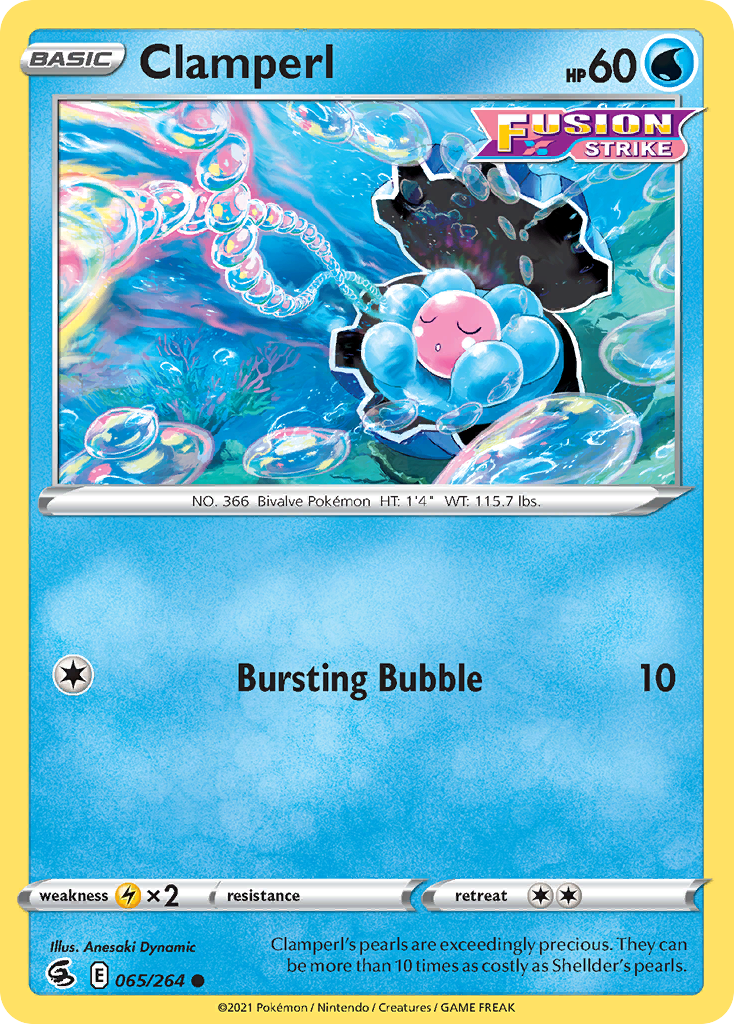 BASIC
Clamperl
HP60
FUSION
STRIKE
NO. 366 Bivalve Pokémon HT: 1'4" WT: 115.7 lbs.
Bursting Bubble 10
weakness ×2 resistance retreat
Illus. Anesaki Dynamic
Clamperl's pearls are exceedingly precious. They can
be more than 10 times as costly as Shellder's pearls.
E 065/264
©2021 Pokémon / Nintendo / Creatures / GAME FREAK